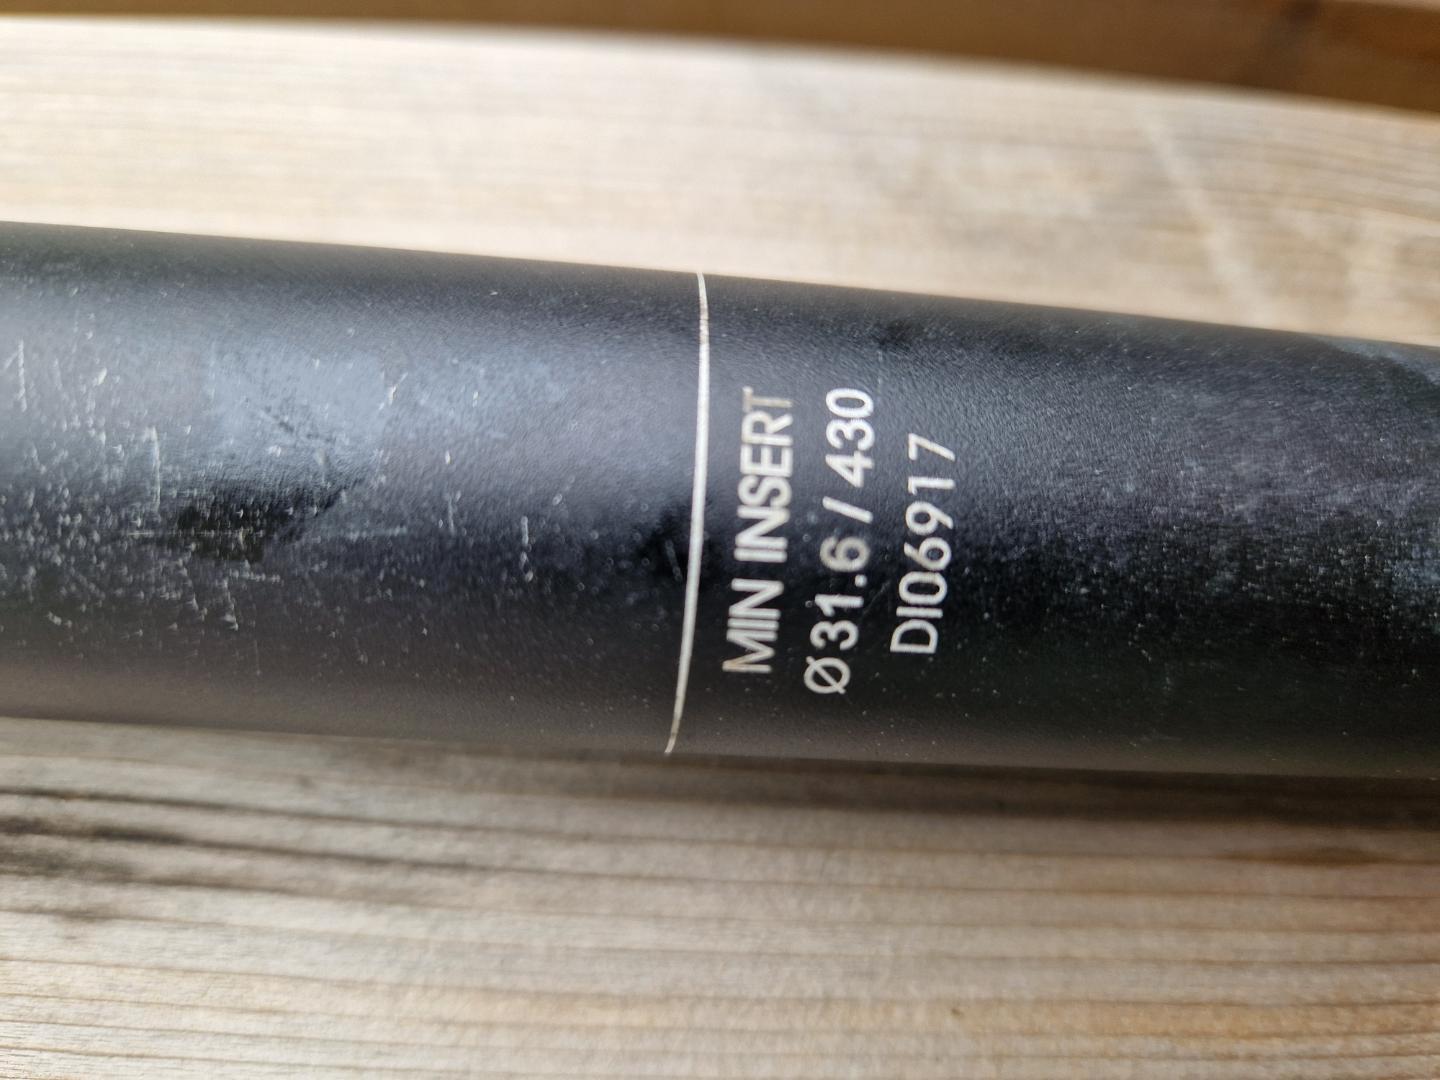 MIN INSERT
Ø31.6 / 430
DI06917